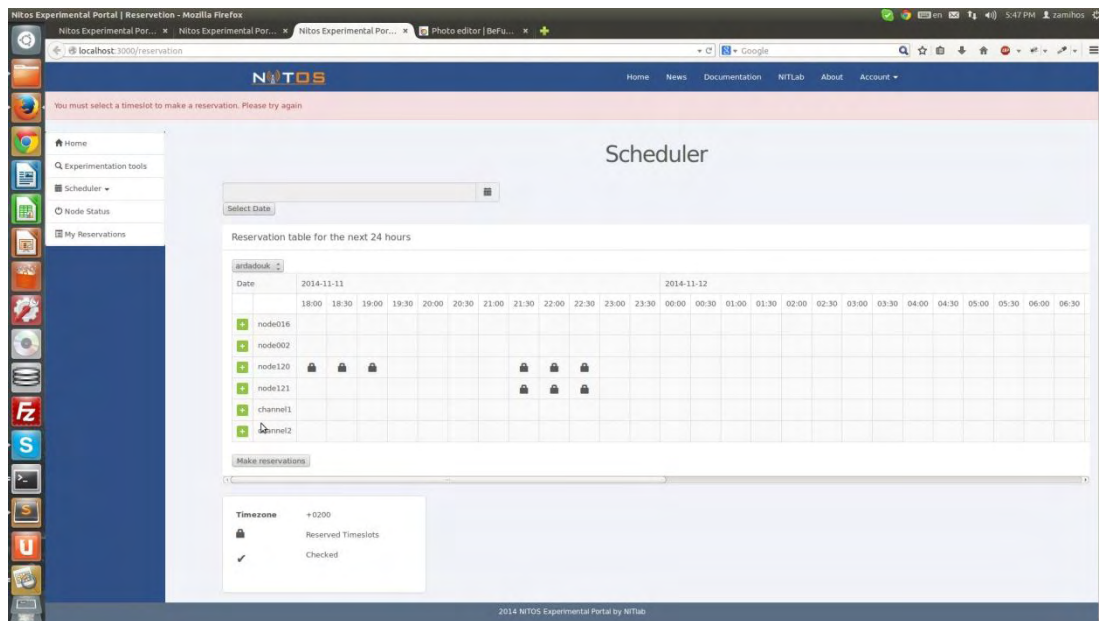 Nitos Experimental Portal | Reservetion - Mozilla Firefox
en 5:47 PM zamihos
Nitos Experimental Por... × Nitos Experimental Por... × Nitos Experimental Por... × Photo editor | BeFu... ×
localhost:3000/reservation Google
NITOS Home News Documentation NITLab About Account
You must select a timeslot to make a reservation. Please try again
Home
Experimentation tools
Scheduler
Node Status
My Reservations
Scheduler
Select Date
Reservation table for the next 24 hours
ardadouk
Date 2014-11-11 2014-11-12
18:00 18:30 19:00 19:30 20:00 20:30 21:00 21:30 22:00 22:30 23:00 23:30 00:00 00:30 01:00 01:30 02:00 02:30 03:00 03:30 04:00 04:30 05:00 05:30 06:00 06:30
node016
node002
node120
node121
channel1
channel2
Make reservations
Timezone +0200
Reserved Timeslots
Checked
2014 NITOS Experimental Portal by NITlab